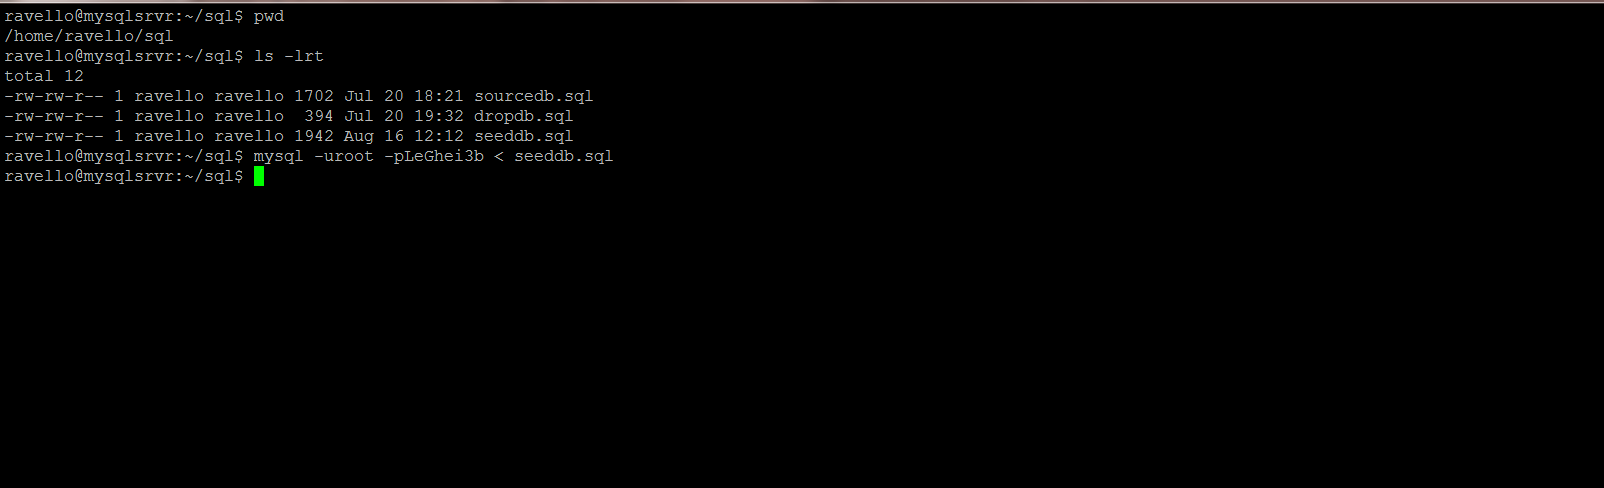 ravello@mysqlsrvr:~/sql$ pwd
/home/ravello/sql
ravello@mysqlsrvr:~/sql$ ls -lrt
total 12
-rw-rw-r-- 1 ravello ravello 1702 Jul 20 18:21 sourcedb.sql
-rw-rw-r-- 1 ravello ravello  394 Jul 20 19:32 dropdb.sql
-rw-rw-r-- 1 ravello ravello 1942 Aug 16 12:12 seeddb.sql
ravello@mysqlsrvr:~/sql$ mysql -uroot -pLeGhei3b < seeddb.sql
ravello@mysqlsrvr:~/sql$